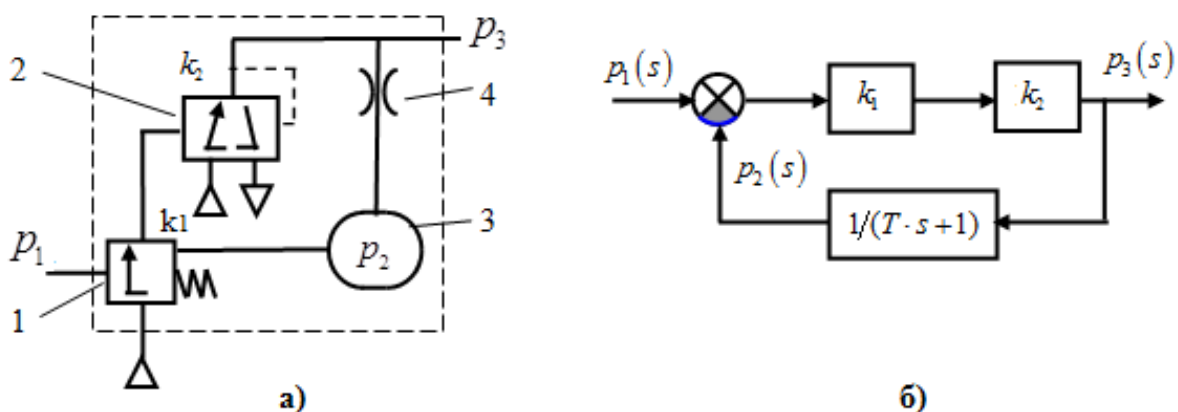 p₃
k₂
2
4
k1
3
p₁
p₂
1
а)
p₁(s)
k₁
k₂
p₃(s)
p₂(s)
1/(T·s+1)
б)